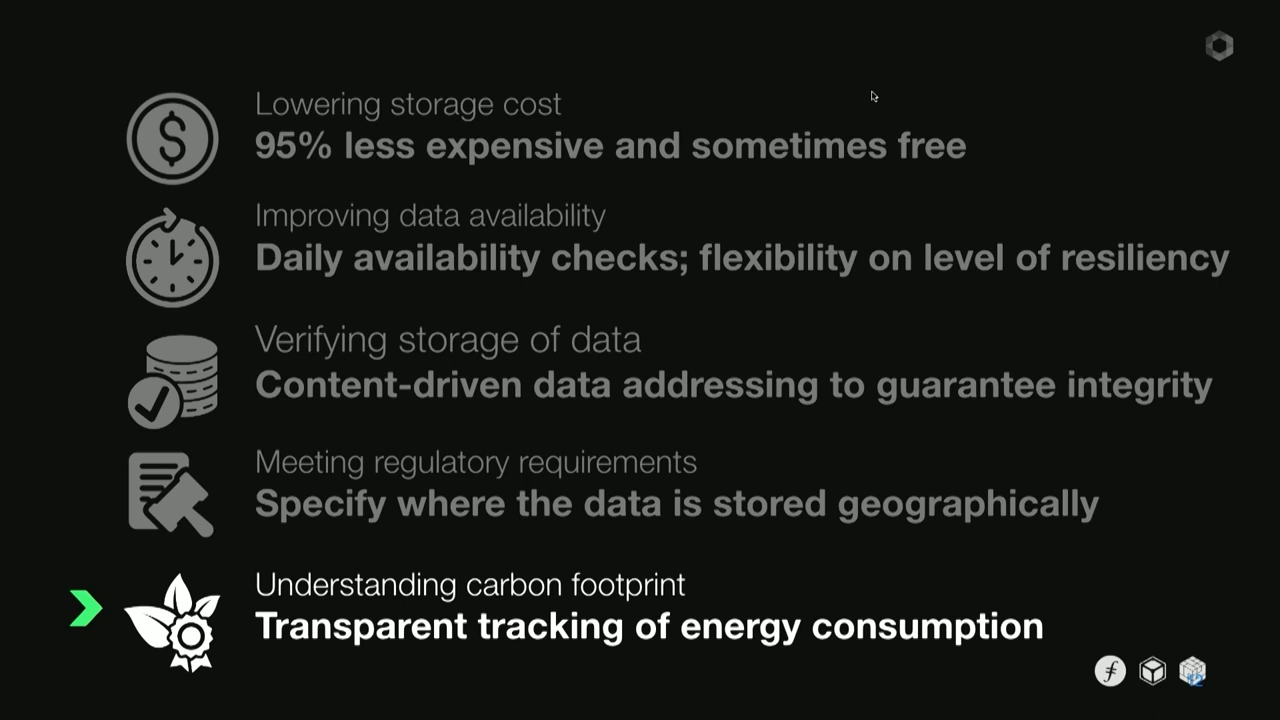 Lowering storage cost
95% less expensive and sometimes free
Improving data availability
Daily availability checks; flexibility on level of resiliency
Verifying storage of data
Content-driven data addressing to guarantee integrity
Meeting regulatory requirements
Specify where the data is stored geographically
Understanding carbon footprint
Transparent tracking of energy consumption